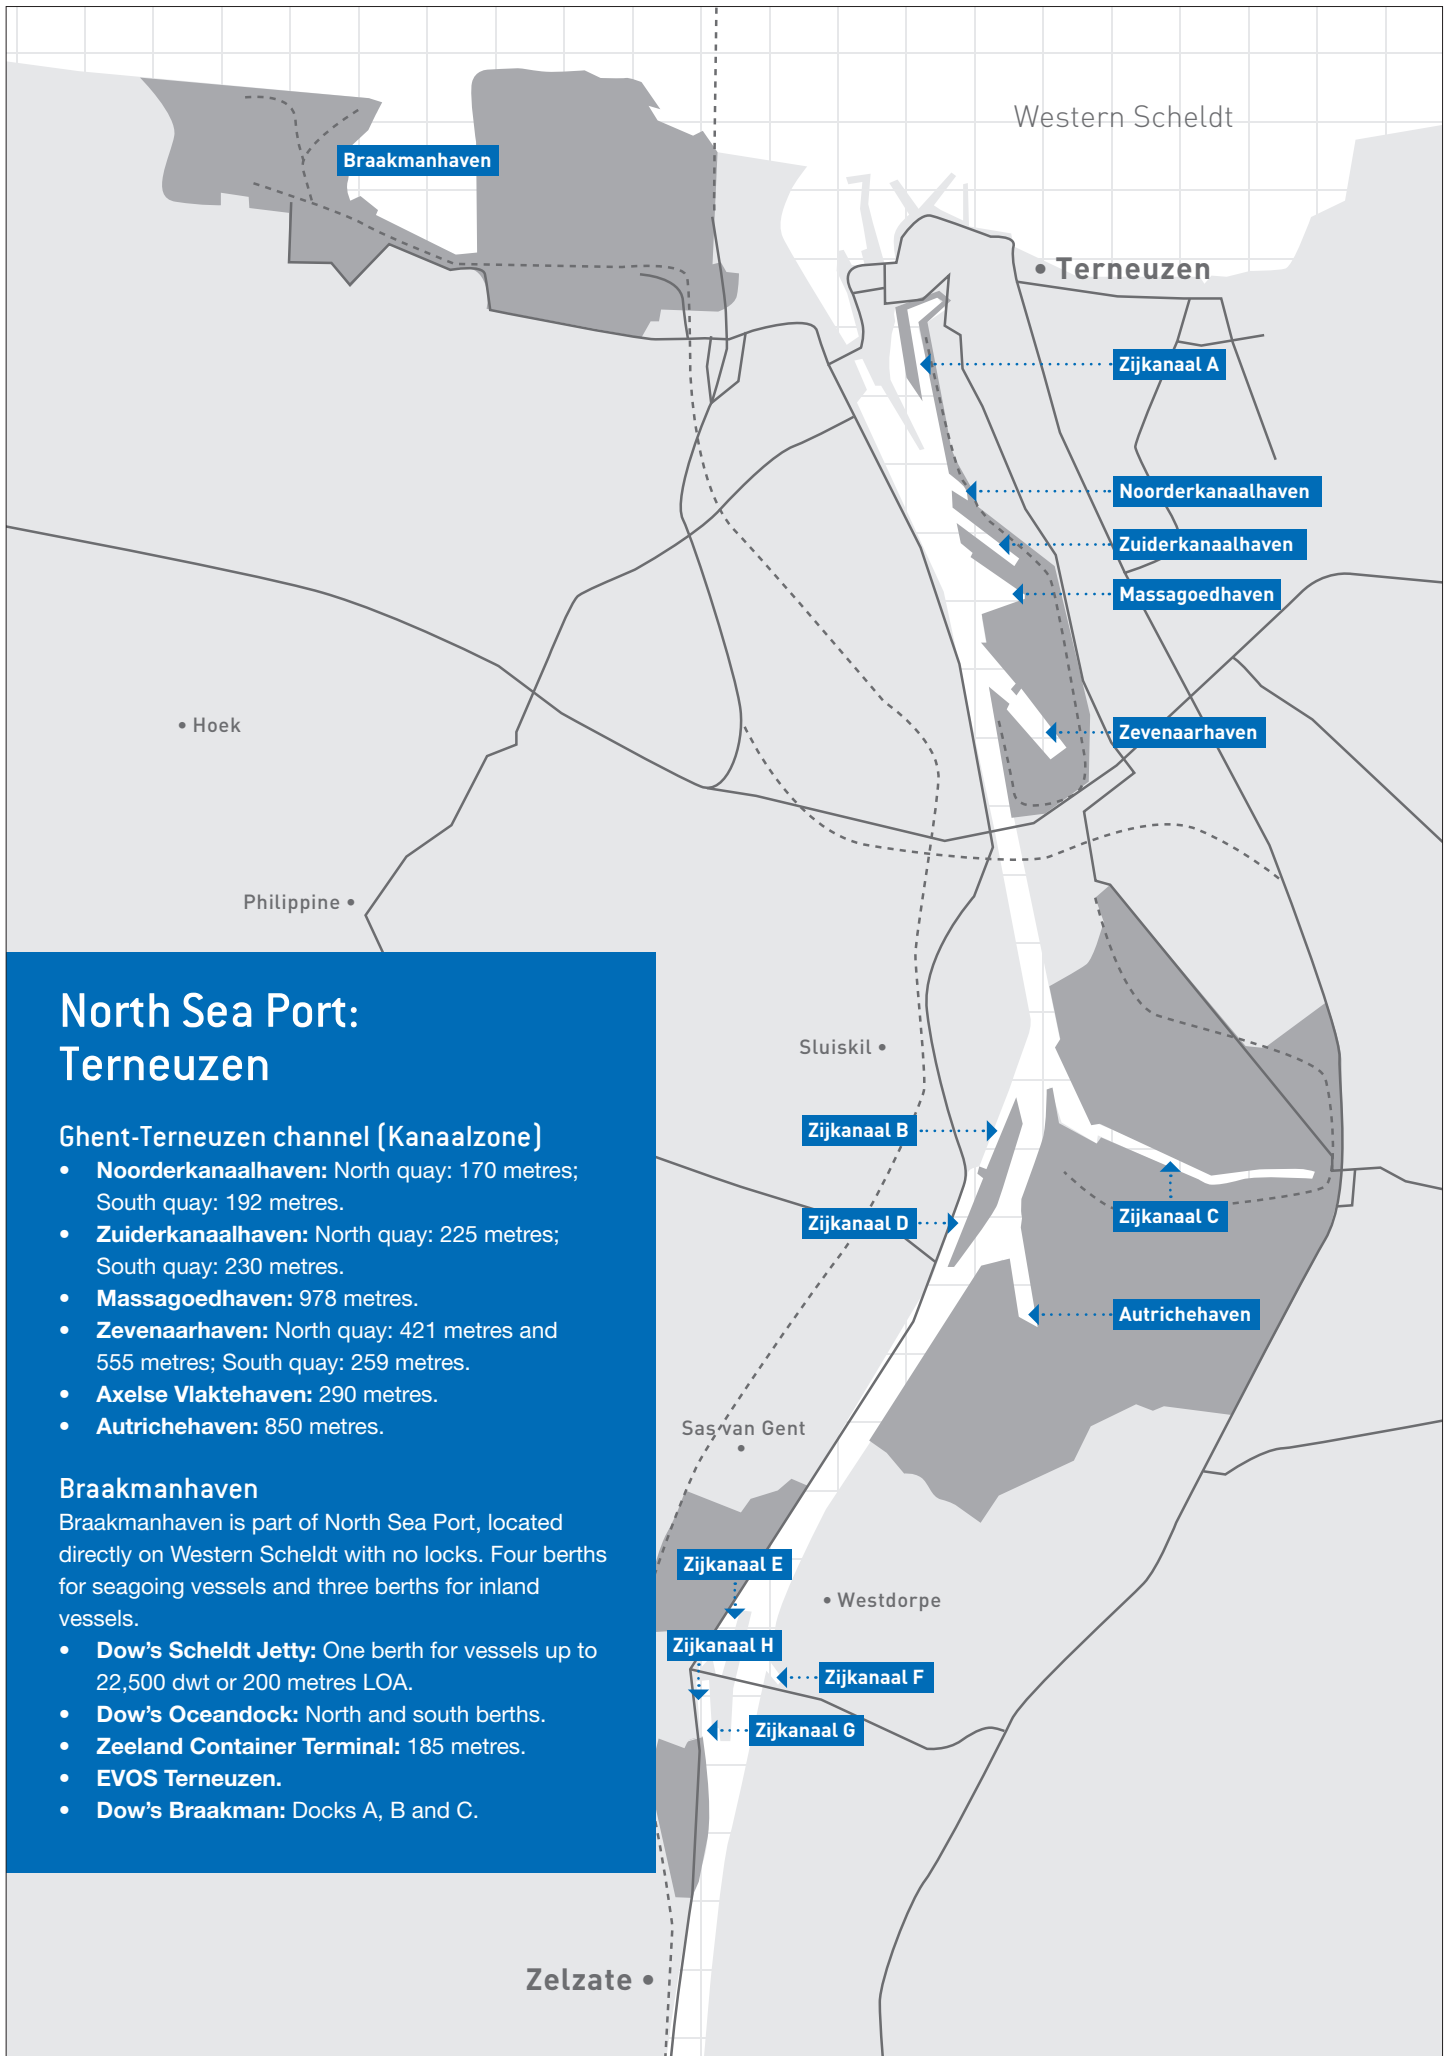 Western Scheldt
Braakmanhaven
• Terneuzen
Zijkanaal A
Noorderkanaalhaven
Zuiderkanaalhaven
Massagoedhaven
• Hoek
Zevenaarhaven
Philippine •
North Sea Port:
Terneuzen
Ghent-Terneuzen channel (Kanaalzone)
• Noorderkanaalhaven: North quay: 170 metres;
South quay: 192 metres.
• Zuiderkanaalhaven: North quay: 225 metres;
South quay: 230 metres.
• Massagoedhaven: 978 metres.
• Zevenaarhaven: North quay: 421 metres and
555 metres; South quay: 259 metres.
• Axelse Vlaktehaven: 290 metres.
• Autrichehaven: 850 metres.
Braakmanhaven
Braakmanhaven is part of North Sea Port, located
directly on Western Scheldt with no locks. Four berths
for seagoing vessels and three berths for inland
vessels.
• Dow's Scheldt Jetty: One berth for vessels up to
22,500 dwt or 200 metres LOA.
• Dow's Oceandock: North and south berths.
• Zeeland Container Terminal: 185 metres.
• EVOS Terneuzen.
• Dow's Braakman: Docks A, B and C.
Sluiskil •
Zijkanaal B
Zijkanaal D
Zijkanaal C
Autrichehaven
Sas van Gent
•
Zijkanaal E
• Westdorpe
Zijkanaal H
Zijkanaal F
Zijkanaal G
Zelzate •